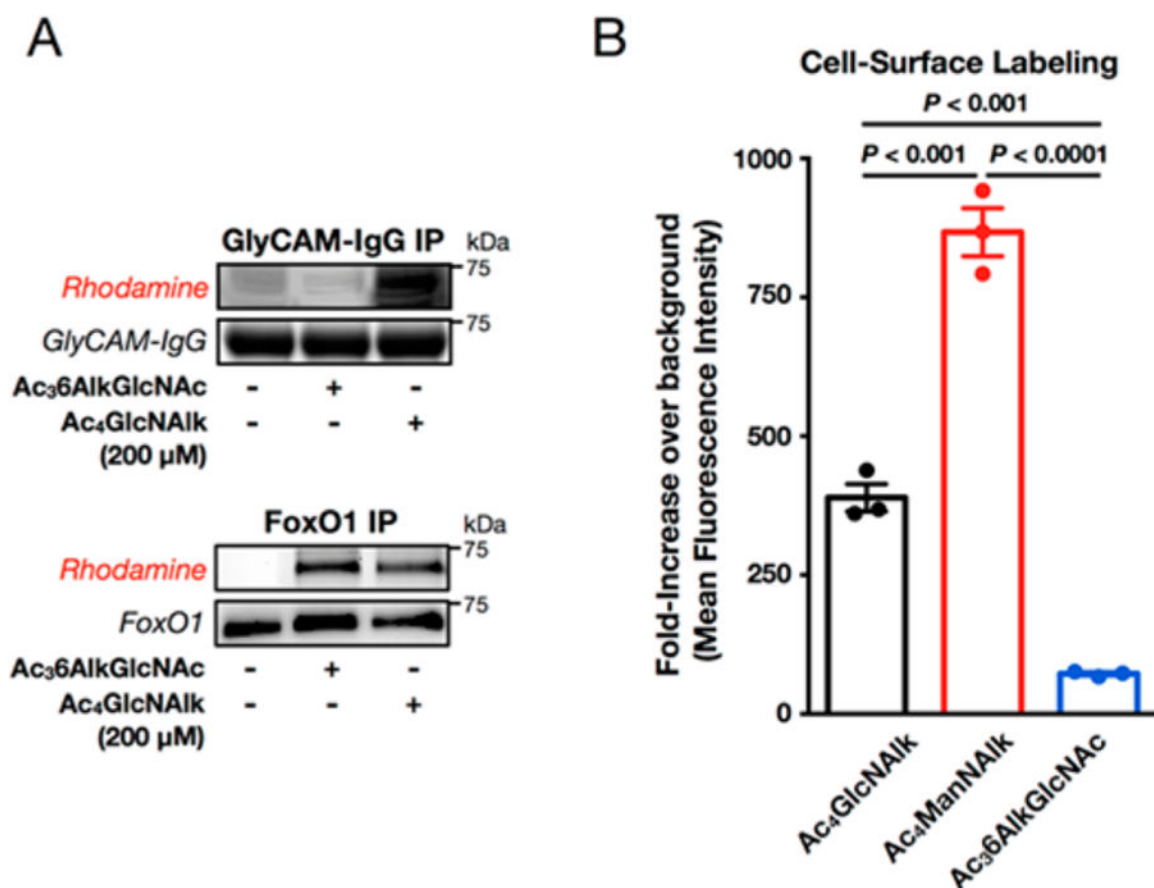 A
GlyCAM-IgG IP
kDa
Rhodamine
75
GlyCAM-IgG
75
Ac₃6AlkGlcNAc - + -
Ac₄GlcNAlk - - +
(200 µM)
FoxO1 IP
kDa
Rhodamine
75
FoxO1
75
Ac₃6AlkGlcNAc - + -
Ac₄GlcNAlk - - +
(200 µM)
B
Cell-Surface Labeling
P < 0.001
P < 0.001 P < 0.0001
Fold-Increase over background
(Mean Fluorescence Intensity)
1000
750
500
250
0
Ac₄GlcNAlk
Ac₄ManNAlk
Ac₃6AlkGlcNAc